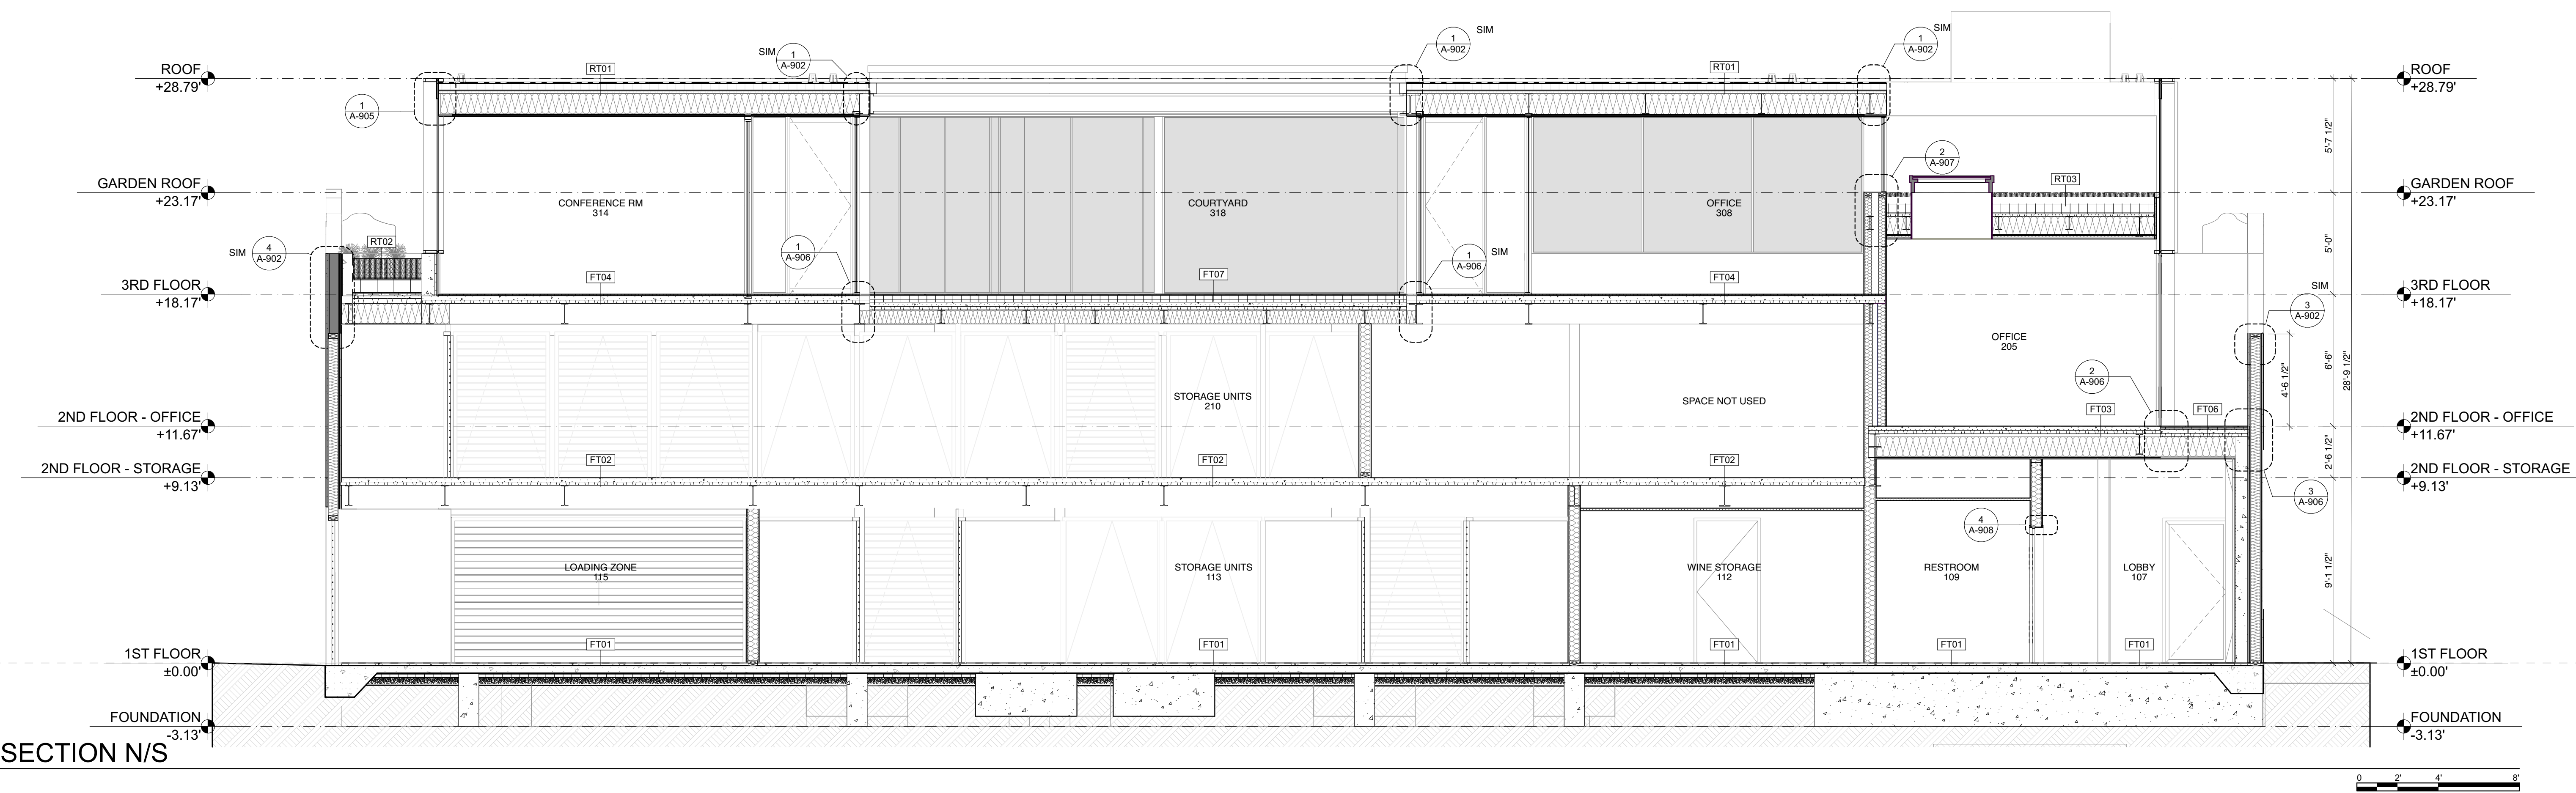 1
A-902
SIM
1
A-902
SIM
1
A-902
SIM
ROOF
+28.79'
RT01
RT01
ROOF
+28.79'
1
A-905
5'-7 1/2"
2
A-907
GARDEN ROOF
+23.17'
RT03
GARDEN ROOF
+23.17'
CONFERENCE RM
314
COURTYARD
318
OFFICE
308
RT02
SIM
4
A-902
1
A-906
1
A-906
SIM
5'-0"
FT04
FT07
FT04
3RD FLOOR
+18.17'
3RD FLOOR
+18.17'
SIM
3
A-902
OFFICE
205
6'-6"
28'-9 1/2"
4'-6 1/2"
2
A-906
STORAGE UNITS
210
SPACE NOT USED
FT03
FT06
2ND FLOOR - OFFICE
+11.67'
2ND FLOOR - OFFICE
+11.67'
2'-6 1/2"
FT02
FT02
FT02
2ND FLOOR - STORAGE
+9.13'
2ND FLOOR - STORAGE
+9.13'
3
A-906
4
A-908
LOADING ZONE
115
STORAGE UNITS
113
WINE STORAGE
112
RESTROOM
109
LOBBY
107
9'-1 1/2"
FT01
FT01
FT01
FT01
FT01
1ST FLOOR
±0.00'
1ST FLOOR
±0.00'
FOUNDATION
-3.13'
FOUNDATION
-3.13'
SECTION N/S
0 2' 4' 8'